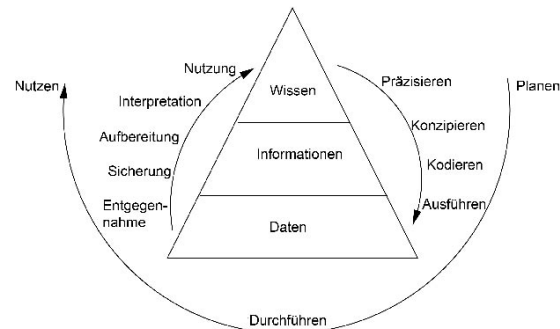 Nutzung
Präzisieren
Nutzen
Planen
Wissen
Interpretation
Konzipieren
Aufbereitung
Informationen
Kodieren
Sicherung
Entgegen-
nahme
Ausführen
Daten
Durchführen